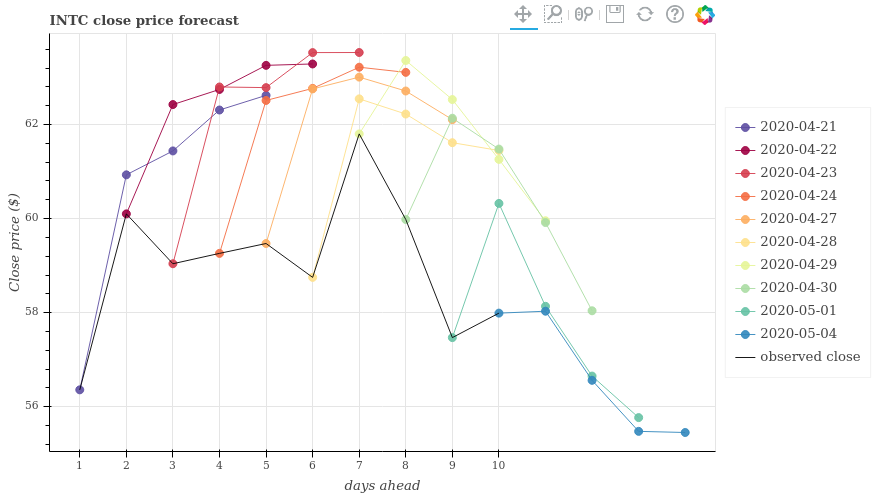 INTC close price forecast
Close price ($)
62
60
58
56
1 2 3 4 5 6 7 8 9 10
days ahead
2020-04-21
2020-04-22
2020-04-23
2020-04-24
2020-04-27
2020-04-28
2020-04-29
2020-04-30
2020-05-01
2020-05-04
observed close